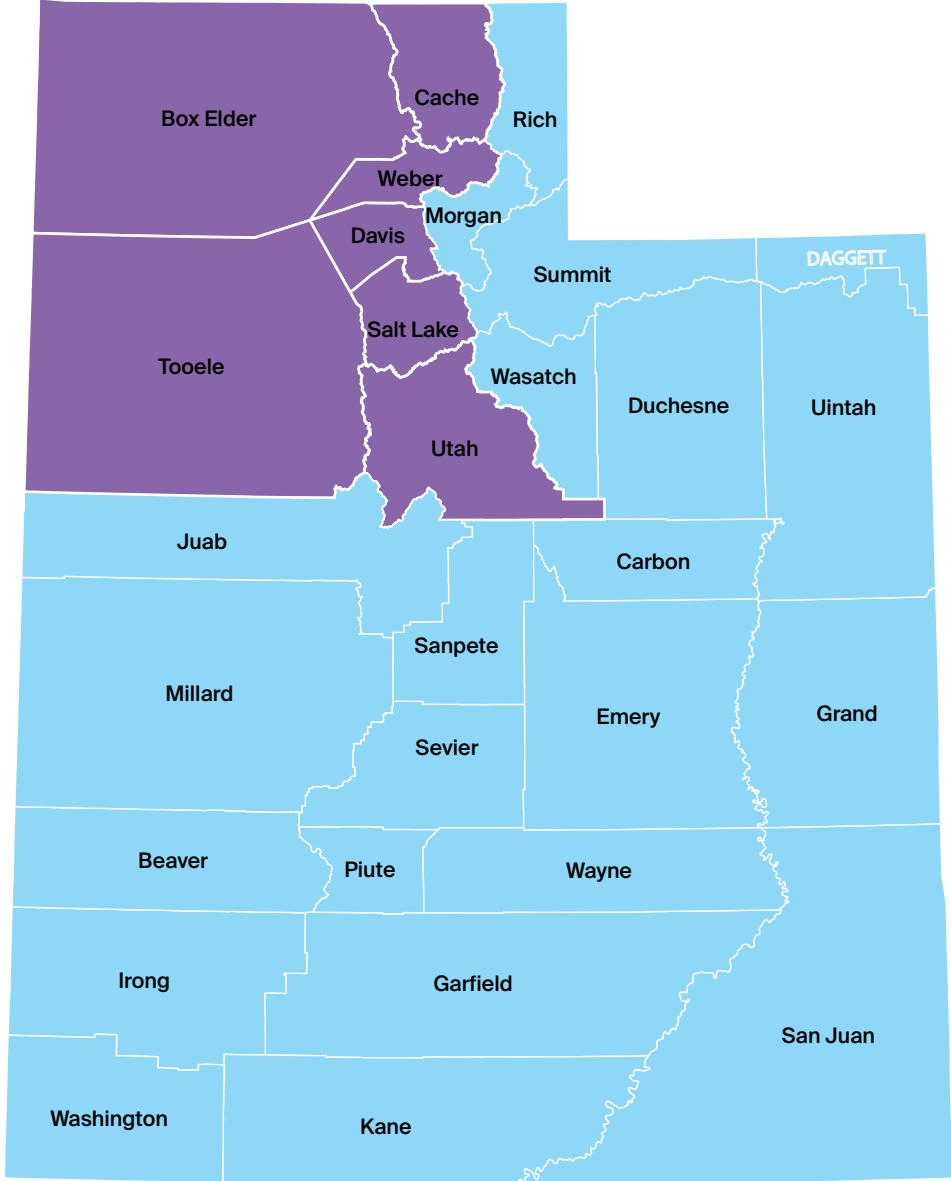 Cache
Box Elder
Rich
Weber
Morgan
Davis
DAGGETT
Summit
Salt Lake
Tooele
Wasatch
Duchesne
Uintah
Utah
Juab
Carbon
Sanpete
Millard
Emery
Grand
Sevier
Beaver
Piute
Wayne
Irong
Garfield
San Juan
Washington
Kane